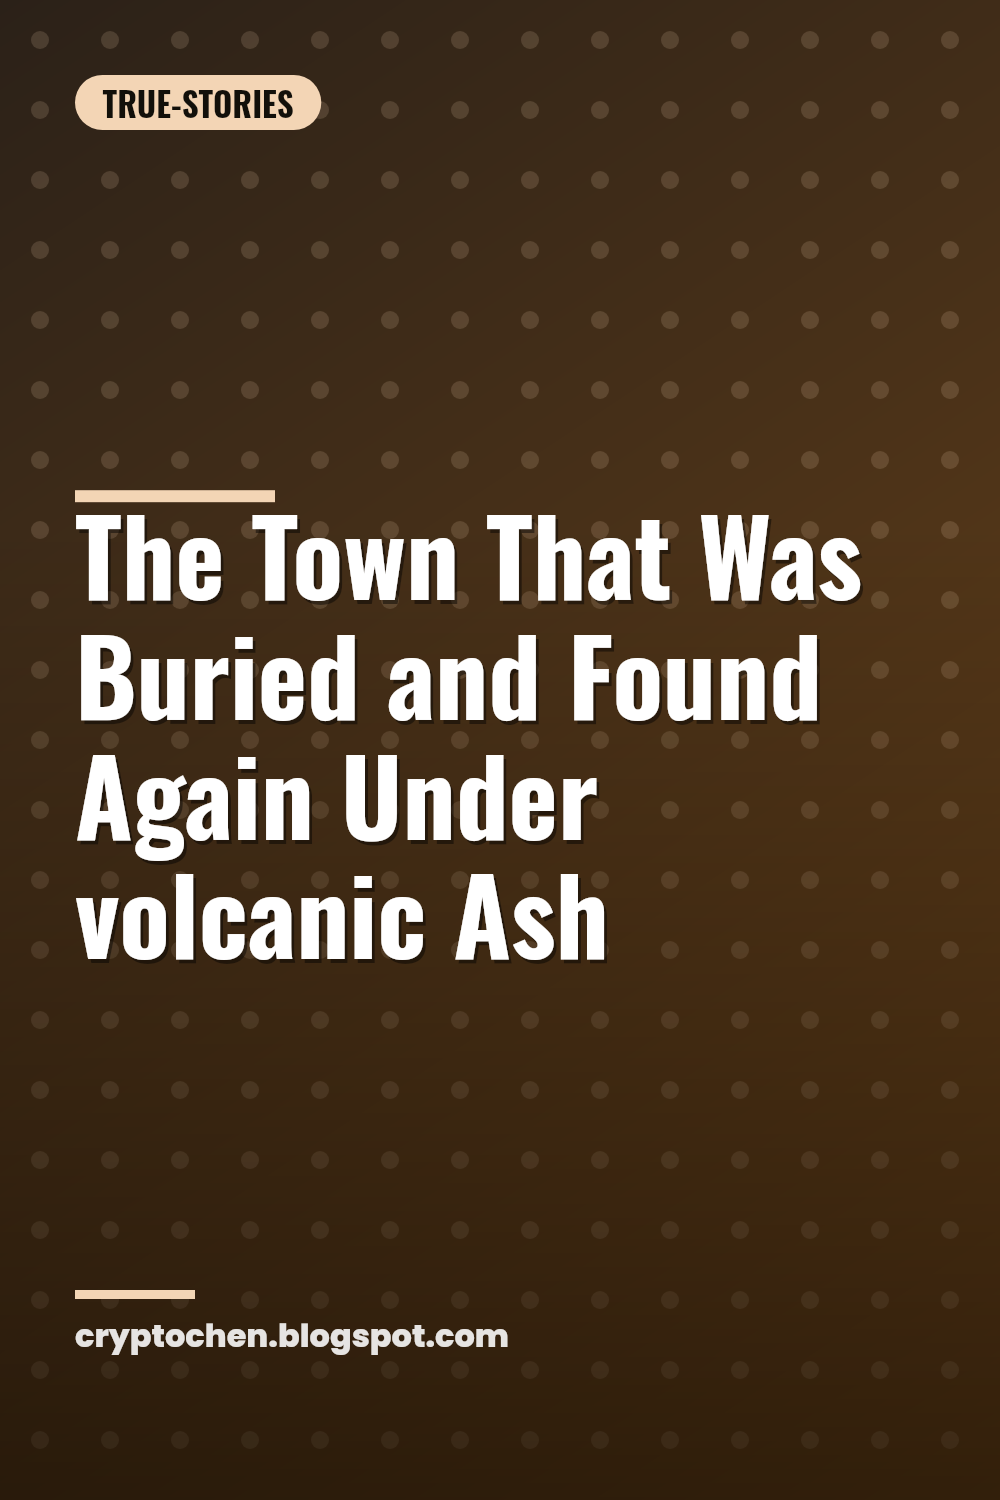 TRUE-STORIES
The Town That Was
Buried and Found
Again Under
volcanic Ash
cryptochen.blogspot.com